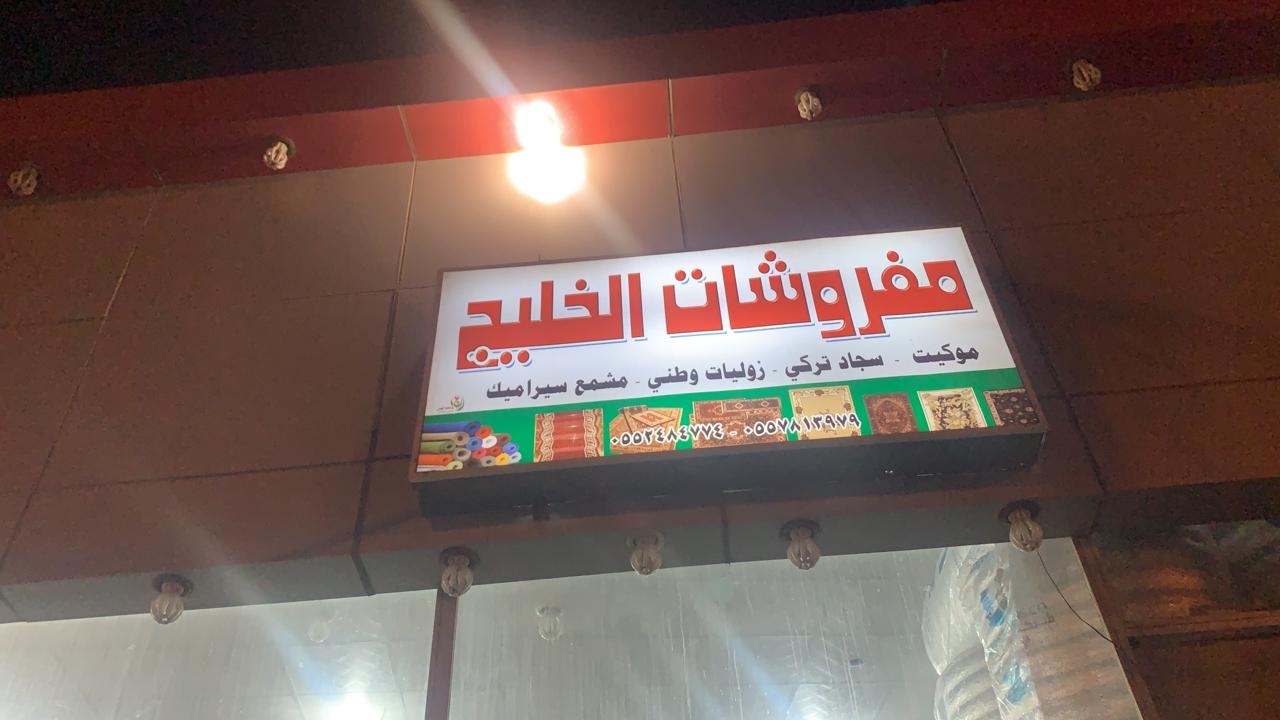 مفروشات الخليج
موكيت - سجاد تركي - زوليات وطني - مشمع سيراميك
٠٥٥٢٤٨٤٧٧٤ - ٠٥٥٧٨١٣٩٧٩